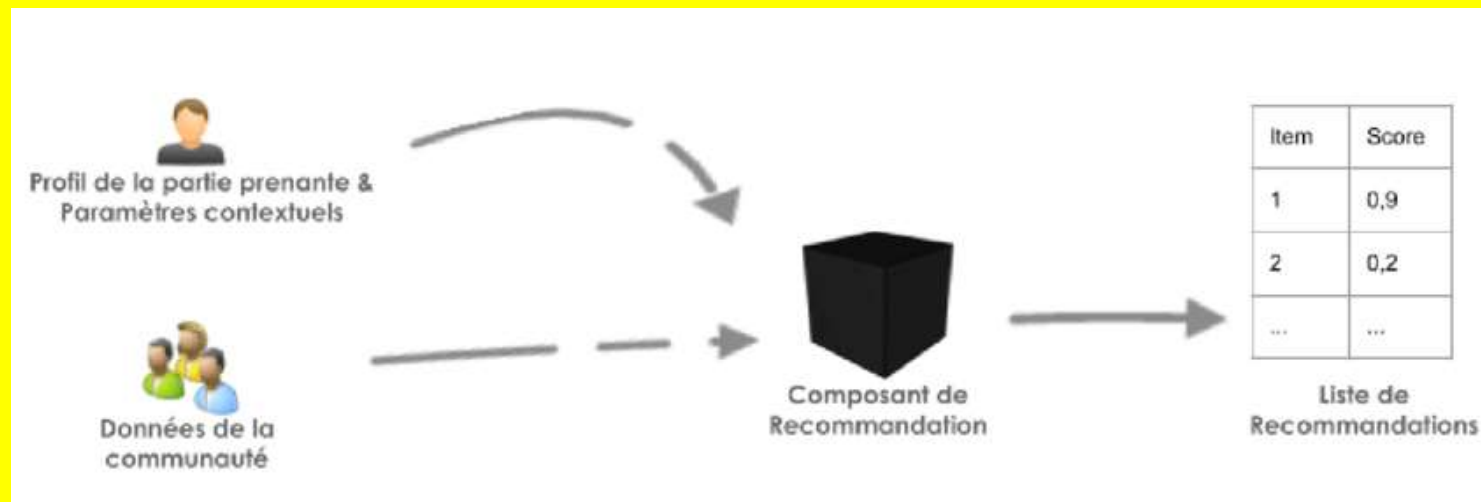 Profil de la partie prenante &
Paramètres contextuels
Données de la
communauté
Composant de
Recommandation
Item Score
1 0,9
2 0,2
... ...
Liste de
Recommandations